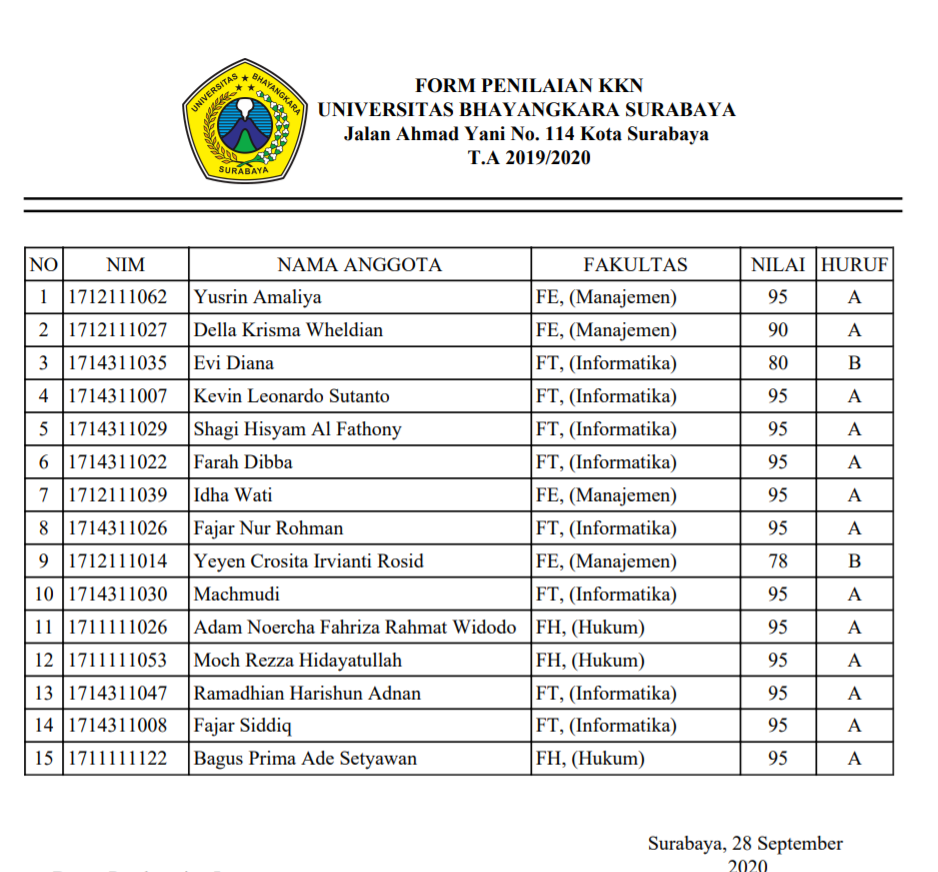 UNIVERSITAS ★ BHAYANGKARA
SURABAYA
FORM PENILAIAN KKN
UNIVERSITAS BHAYANGKARA SURABAYA
Jalan Ahmad Yani No. 114 Kota Surabaya
T.A 2019/2020
NO NIM NAMA ANGGOTA FAKULTAS NILAI HURUF
1 1712111062 Yusrin Amaliya FE, (Manajemen) 95 A
2 1712111027 Della Krisma Wheldian FE, (Manajemen) 90 A
3 1714311035 Evi Diana FT, (Informatika) 80 B
4 1714311007 Kevin Leonardo Sutanto FT, (Informatika) 95 A
5 1714311029 Shagi Hisyam Al Fathony FT, (Informatika) 95 A
6 1714311022 Farah Dibba FT, (Informatika) 95 A
7 1712111039 Idha Wati FE, (Manajemen) 95 A
8 1714311026 Fajar Nur Rohman FT, (Informatika) 95 A
9 1712111014 Yeyen Crosita Irvianti Rosid FE, (Manajemen) 78 B
10 1714311030 Machmudi FT, (Informatika) 95 A
11 1711111026 Adam Noercha Fahriza Rahmat Widodo FH, (Hukum) 95 A
12 1711111053 Moch Rezza Hidayatullah FH, (Hukum) 95 A
13 1714311047 Ramadhian Harishun Adnan FT, (Informatika) 95 A
14 1714311008 Fajar Siddiq FT, (Informatika) 95 A
15 1711111122 Bagus Prima Ade Setyawan FH, (Hukum) 95 A
Surabaya, 28 September
2020